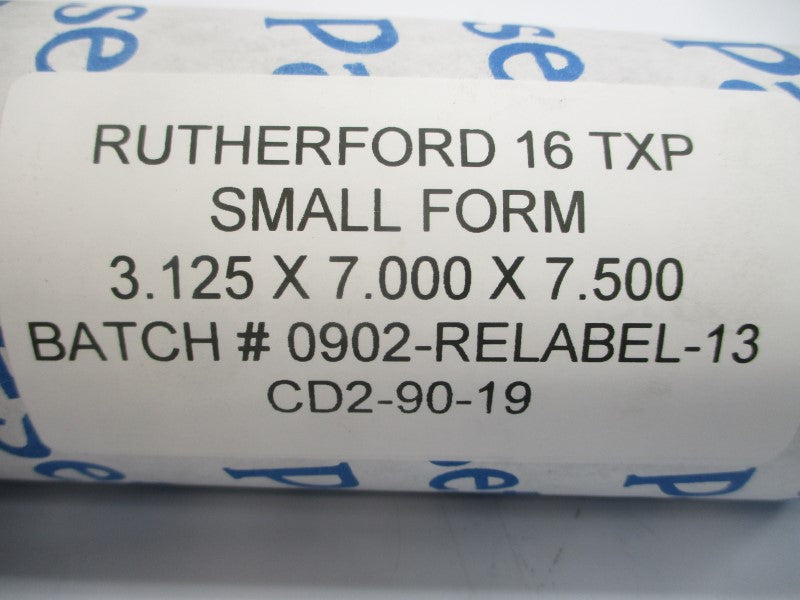 RUTHERFORD 16 TXP
SMALL FORM
3.125 X 7.000 X 7.500
BATCH # 0902-RELABEL-13
CD2-90-19